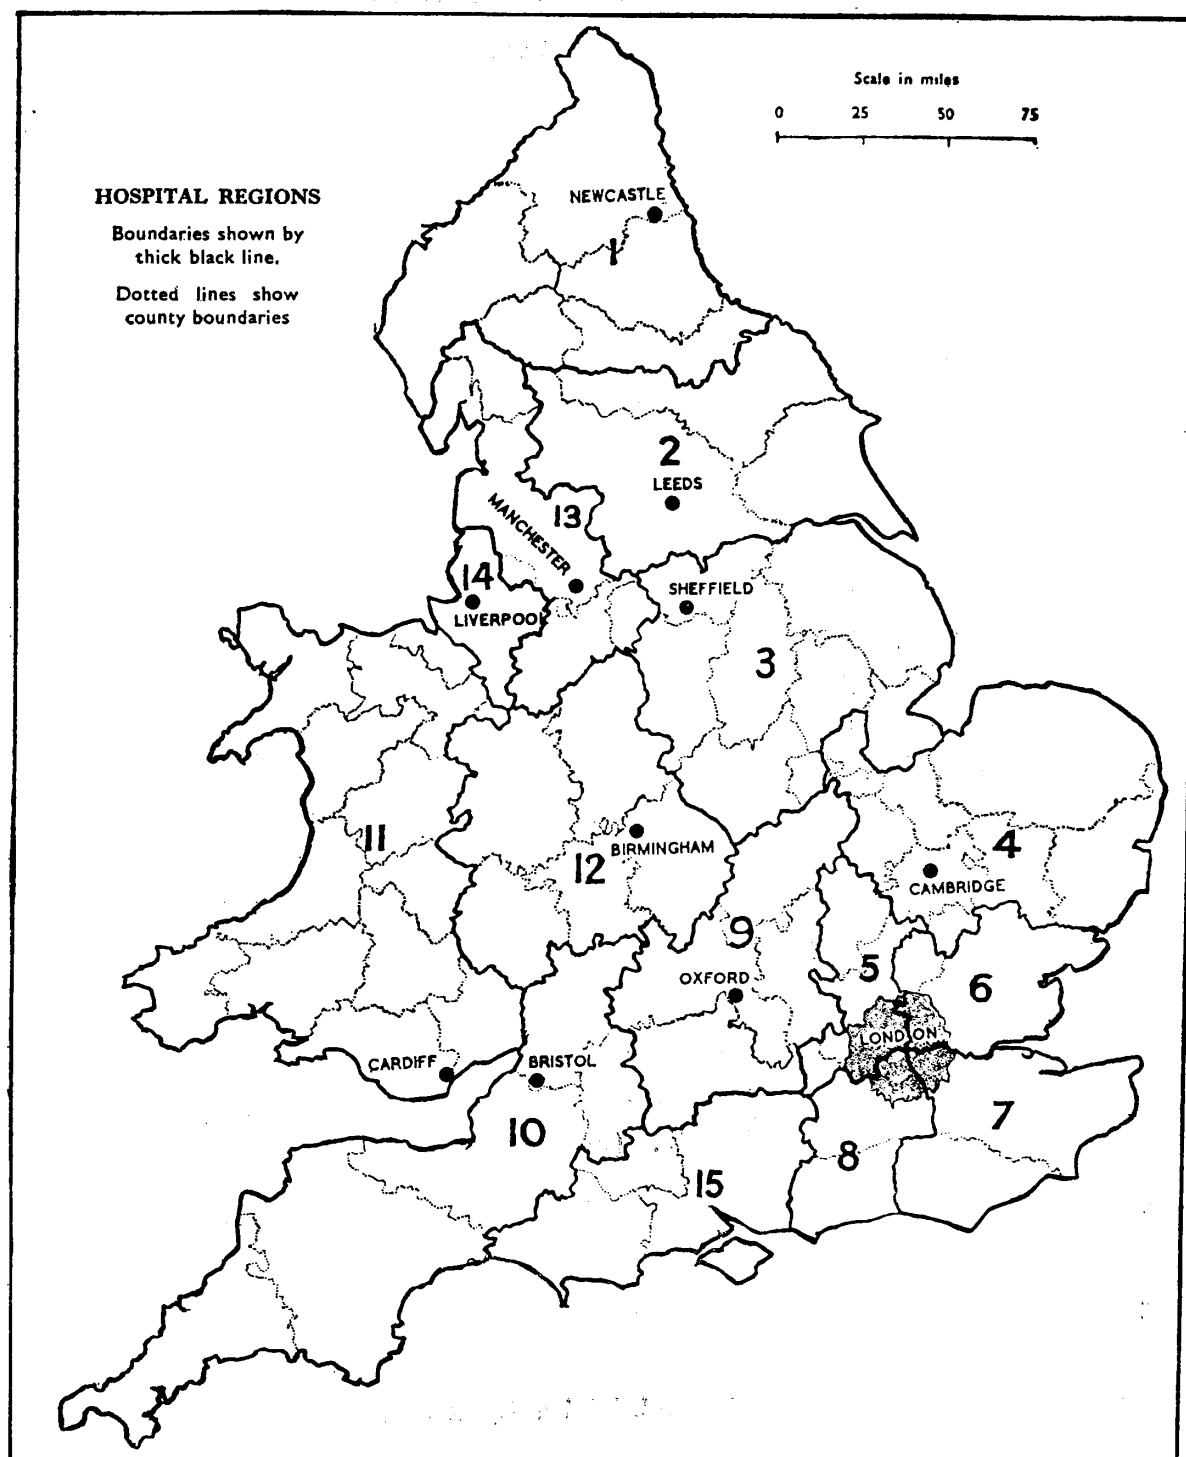 Scale in miles
0 25 50 75
HOSPITAL REGIONS
Boundaries shown by
thick black line.
Dotted lines show
county boundaries
NEWCASTLE
1
2
LEEDS
MANCHESTER
13
14
LIVERPOOL
SHEFFIELD
3
11
12
BIRMINGHAM
4
CAMBRIDGE
9
OXFORD
5
6
LONDON
CARDIFF
BRISTOL
10
7
8
15